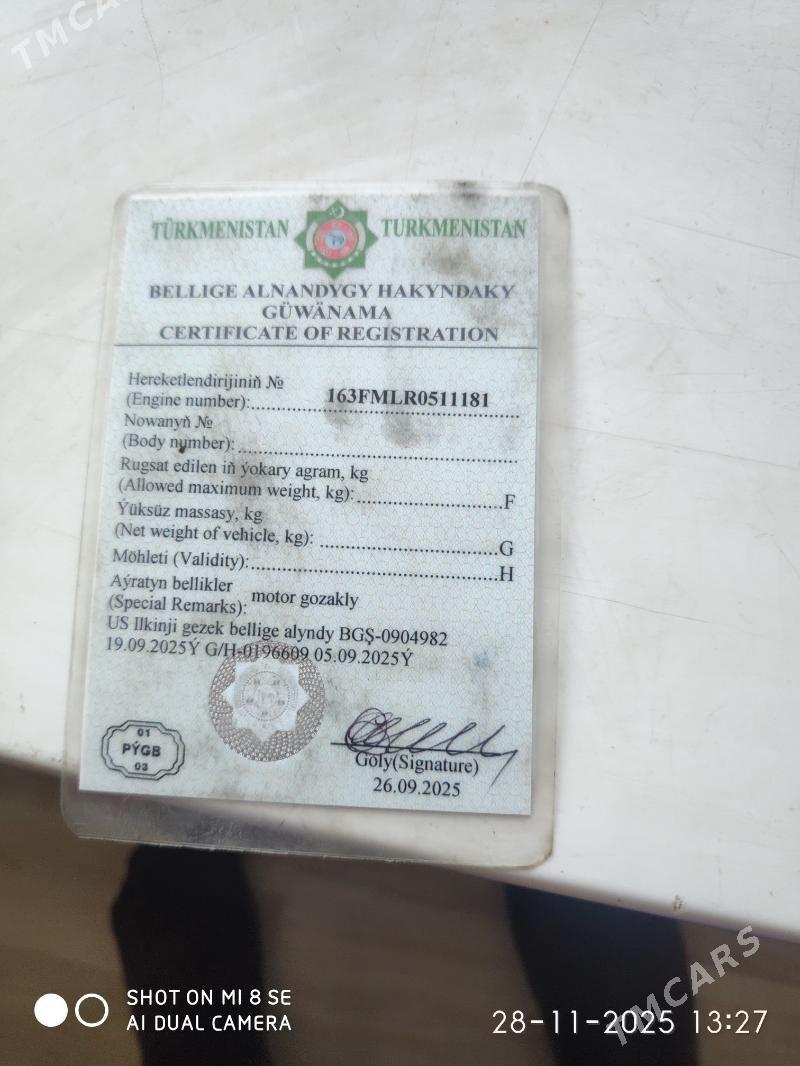 TMCARS
TÜRKMENISTAN TURKMENISTAN
BELLIGE ALNANDYGY HAKYNDAKY
GÜWÄNAMA
CERTIFICATE OF REGISTRATION
Hereketlendirijiniň №
(Engine number):163FMLR0511181
Nowanyň №
(Body number):
Rugsat edilen iň ýokary agram, kg
(Allowed maximum weight, kg): F
Ýüksüz massasy, kg
(Net weight of vehicle, kg): G
Möhleti (Validity): H
Aýratyn bellikler
(Special Remarks): motor gozakly
US Ilkinji gezek bellige alyndy BGŞ-0904982
19.09.2025Ý G/H-0196609 05.09.2025Ý
01
PÝGB
03
Goly(Signature)
26.09.2025
SHOT ON MI 8 SE
AI DUAL CAMERA
28-11-2025 13:27
TMCARS